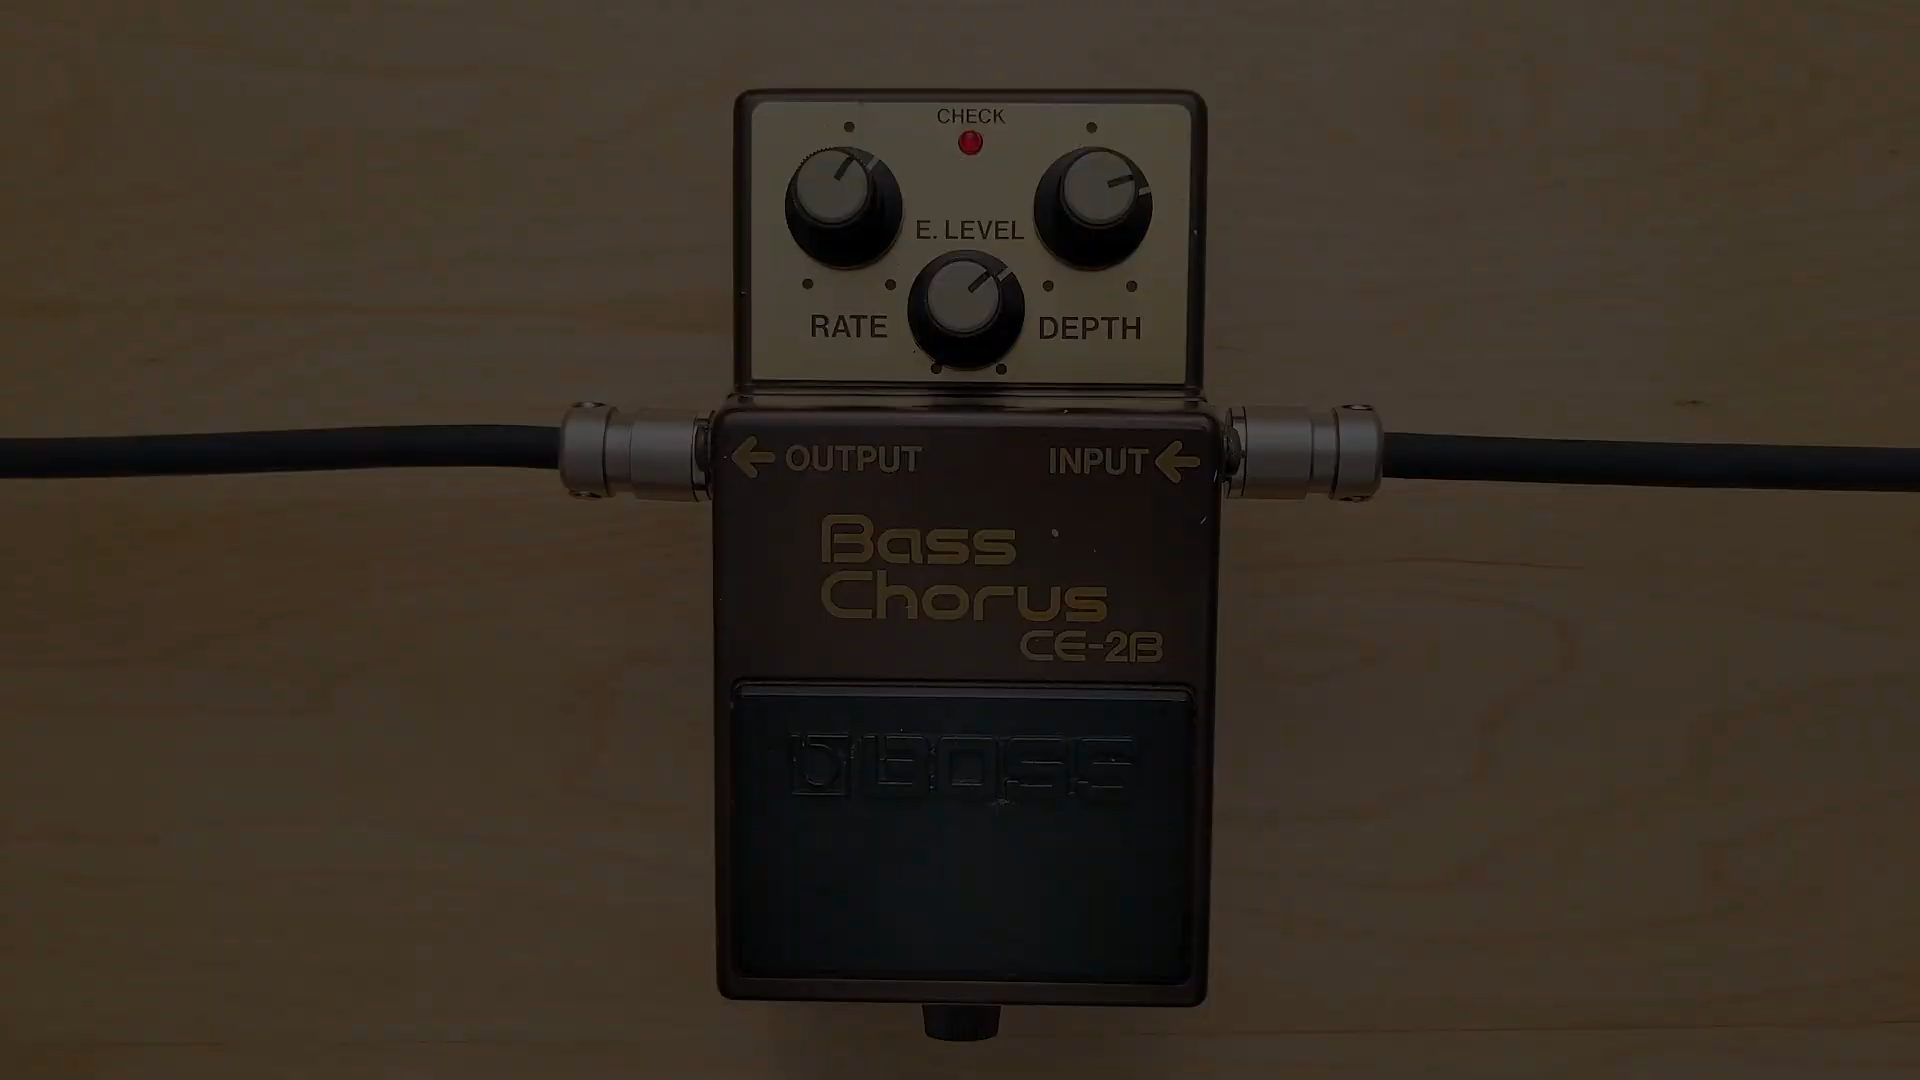 CHECK
E. LEVEL
RATE
DEPTH
OUTPUT
INPUT
Bass
Chorus
CE-2B
BOSS